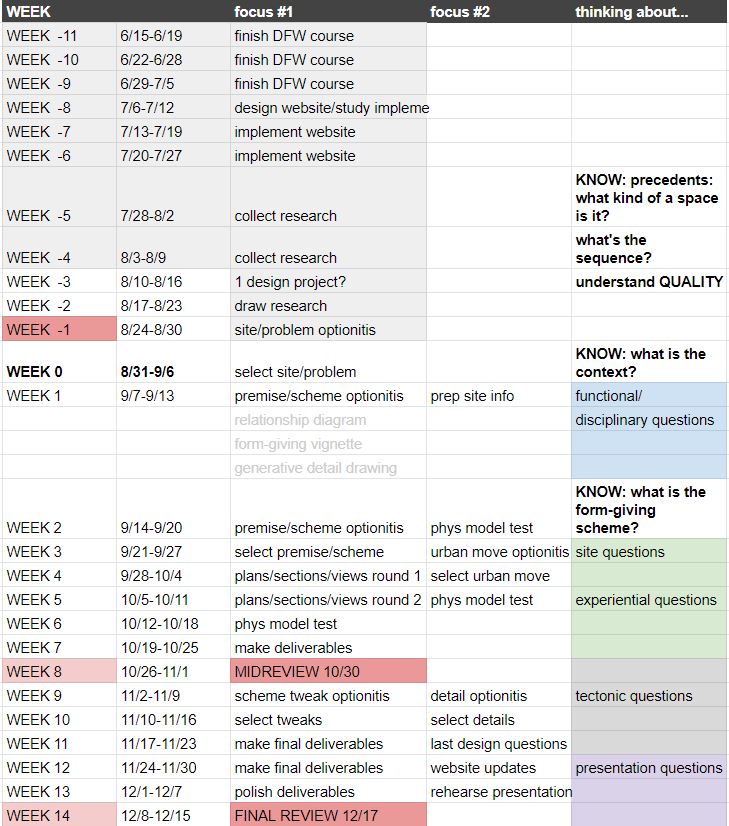 WEEK focus #1 focus #2 thinking about...
WEEK -11 6/15-6/19 finish DFW course
WEEK -10 6/22-6/28 finish DFW course
WEEK -9 6/29-7/5 finish DFW course
WEEK -8 7/6-7/12 design website/study impleme
WEEK -7 7/13-7/19 implement website
WEEK -6 7/20-7/27 implement website
KNOW: precedents:
what kind of a space
WEEK -5 7/28-8/2 collect research is it?
what's the
WEEK -4 8/3-8/9 collect research sequence?
WEEK -3 8/10-8/16 1 design project? understand QUALITY
WEEK -2 8/17-8/23 draw research
WEEK -1 8/24-8/30 site/problem optionitis
KNOW: what is the
WEEK 0 8/31-9/6 select site/problem context?
WEEK 1 9/7-9/13 premise/scheme optionitis prep site info functional/
relationship diagram disciplinary questions
form-giving vignette
generative detail drawing
KNOW: what is the
form-giving
WEEK 2 9/14-9/20 premise/scheme optionitis phys model test scheme?
WEEK 3 9/21-9/27 select premise/scheme urban move optionitis site questions
WEEK 4 9/28-10/4 plans/sections/views round 1 select urban move
WEEK 5 10/5-10/11 plans/sections/views round 2 phys model test experiential questions
WEEK 6 10/12-10/18 phys model test
WEEK 7 10/19-10/25 make deliverables
WEEK 8 10/26-11/1 MIDREVIEW 10/30
WEEK 9 11/2-11/9 scheme tweak optionitis detail optionitis tectonic questions
WEEK 10 11/10-11/16 select tweaks select details
WEEK 11 11/17-11/23 make final deliverables last design questions
WEEK 12 11/24-11/30 make final deliverables website updates presentation questions
WEEK 13 12/1-12/7 polish deliverables rehearse presentation
WEEK 14 12/8-12/15 FINAL REVIEW 12/17